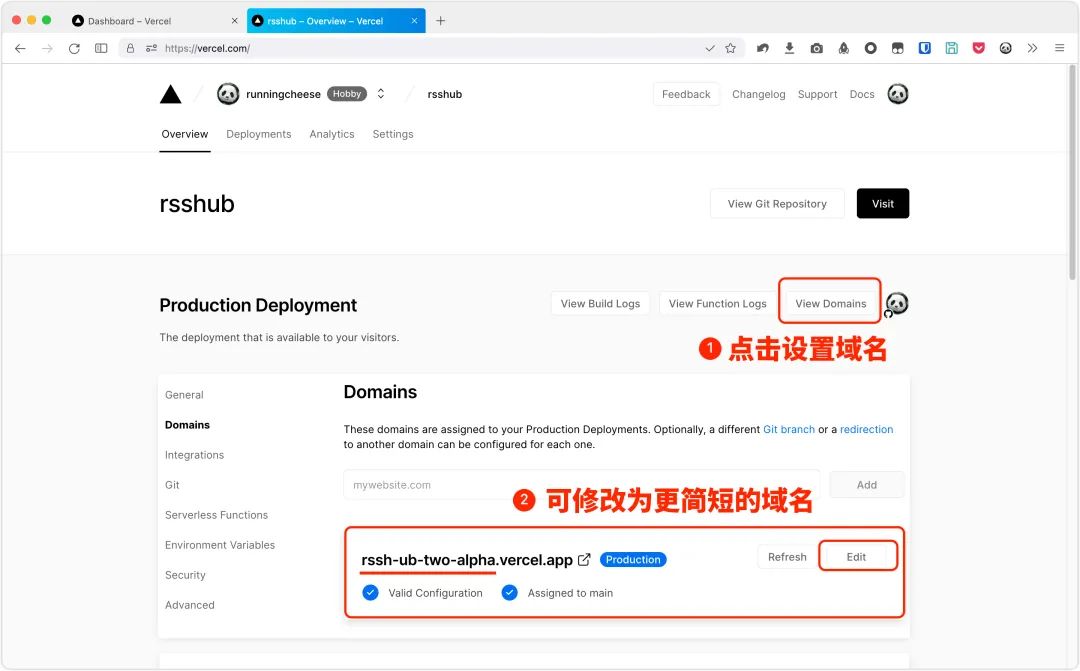 Dashboard – Vercel
rsshub – Overview – Vercel
https://vercel.com/
runningcheese Hobby rsshub Feedback Changelog Support Docs
Overview Deployments Analytics Settings
rsshub View Git Repository Visit
Production Deployment View Build Logs View Function Logs View Domains
The deployment that is available to your visitors.
1 点击设置域名
General
Domains
Integrations
Git
Serverless Functions
Environment Variables
Security
Advanced
Domains
These domains are assigned to your Production Deployments. Optionally, a different Git branch or a redirection
to another domain can be configured for each one.
mywebsite.com Add
2 可修改为更简短的域名
rssh-ub-two-alpha.vercel.app Production Refresh Edit
Valid Configuration Assigned to main